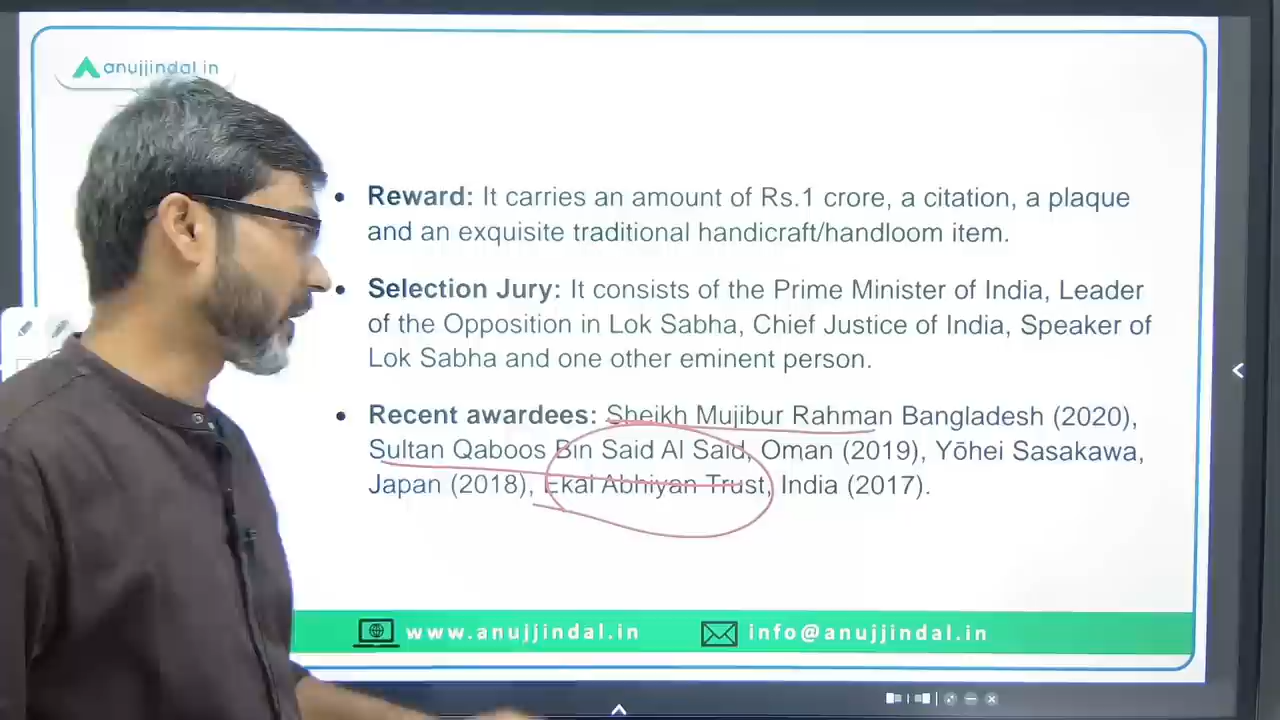 anujjindal.in
Reward: It carries an amount of Rs.1 crore, a citation, a plaque
and an exquisite traditional handicraft/handloom item.
Selection Jury: It consists of the Prime Minister of India, Leader
of the Opposition in Lok Sabha, Chief Justice of India, Speaker of
Lok Sabha and one other eminent person.
Recent awardees: Sheikh Mujibur Rahman Bangladesh (2020),
Sultan Qaboos Bin Said Al Said, Oman (2019), Yōhei Sasakawa,
Japan (2018), Ekal Abhiyan Trust, India (2017).
www.anujjindal.in
info@anujjindal.in